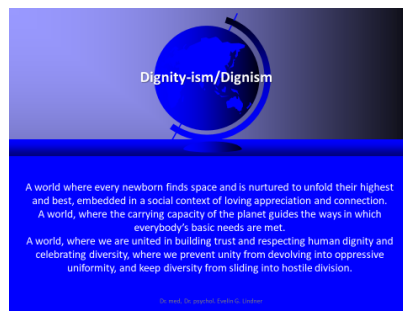 Dignity-ism/Dignism
A world where every newborn finds space and is nurtured to unfold their highest
and best, embedded in a social context of loving appreciation and connection.
A world, where the carrying capacity of the planet guides the ways in which
everybody's basic needs are met.
A world, where we are united in building trust and respecting human dignity and
celebrating diversity, where we prevent unity from devolving into oppressive
uniformity, and keep diversity from sliding into hostile division.
Dr. med. Dr. psychol. Evelin G. Lindner